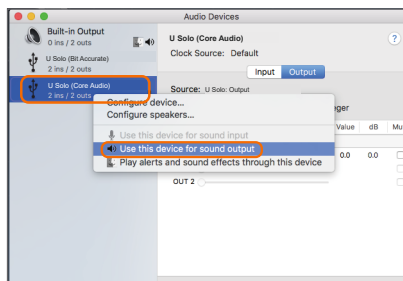 Audio Devices
Built-in Output
0 ins / 2 outs
U Solo (Bit Accurate)
2 ins / 2 outs
U Solo (Core Audio)
2 ins / 2 outs
U Solo (Core Audio)
?
Clock Source: Default
Input Output
Source: U Solo: Output
Configure device...
Configure speakers...
Use this device for sound input
Use this device for sound output
Play alerts and sound effects through this device
Value dB
0.0 0.0
OUT 2